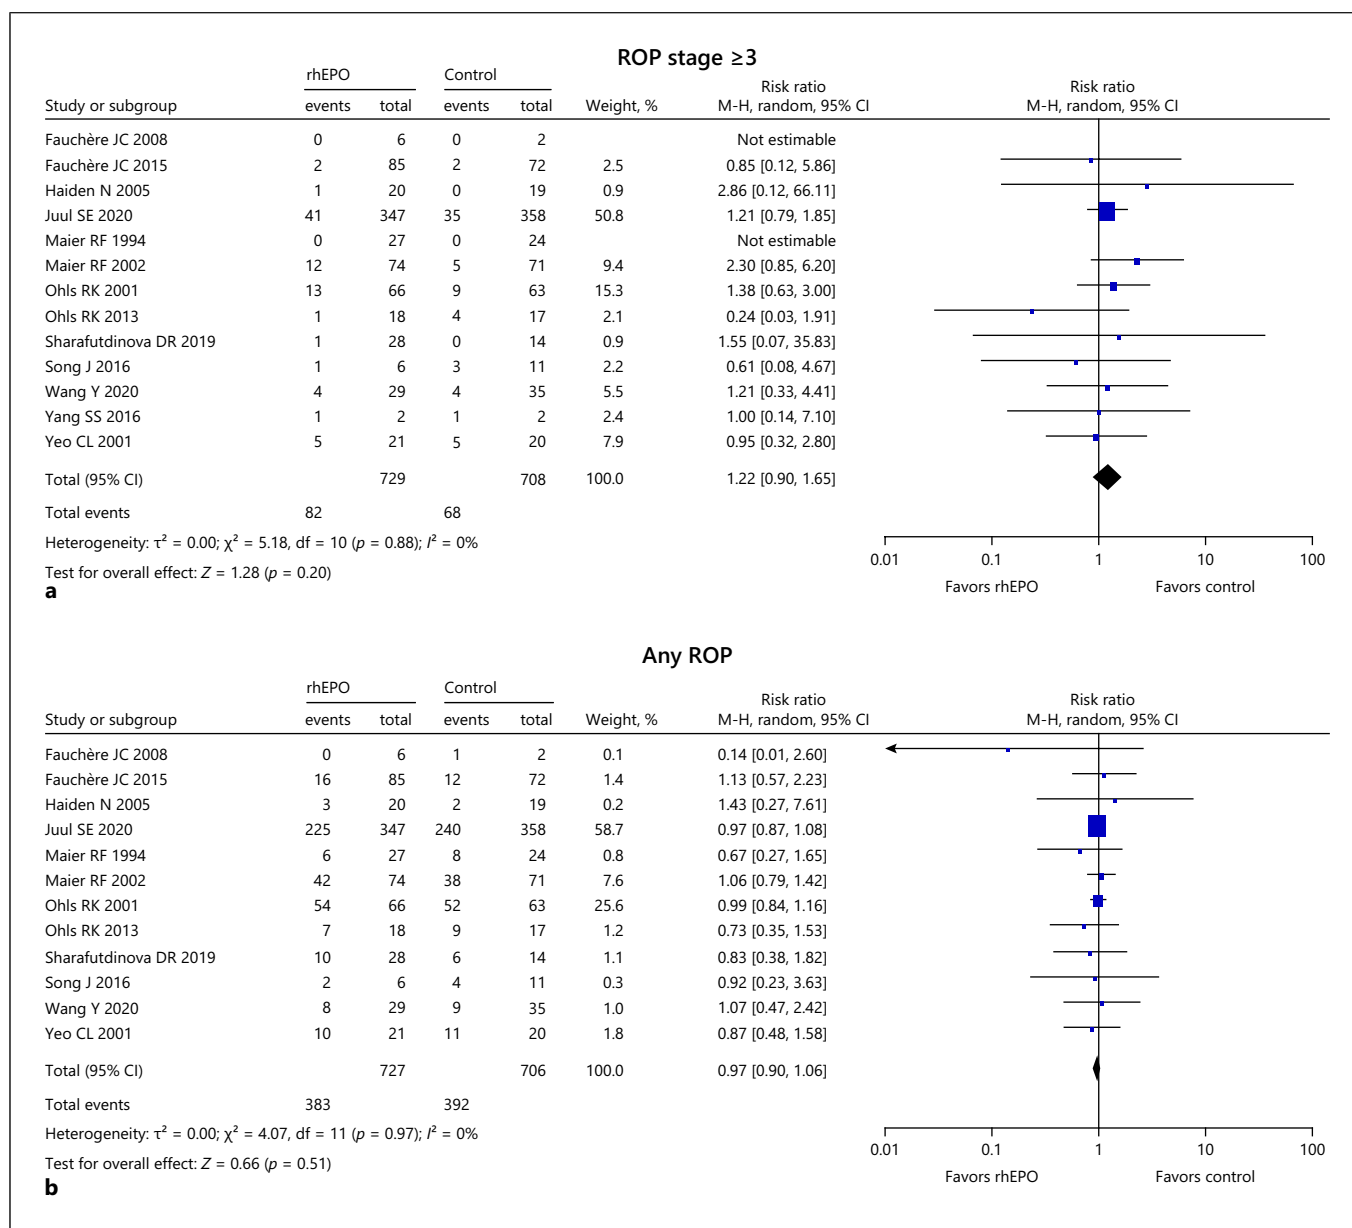 ROP stage ≥3
rhEPO Control Risk ratio Risk ratio
Study or subgroup events total events total Weight, % M-H, random, 95% CI M-H, random, 95% CI
Fauchère JC 2008 0 6 0 2 Not estimable
Fauchère JC 2015 2 85 2 72 2.5 0.85 [0.12, 5.86]
Haiden N 2005 1 20 0 19 0.9 2.86 [0.12, 66.11]
Juul SE 2020 41 347 35 358 50.8 1.21 [0.79, 1.85]
Maier RF 1994 0 27 0 24 Not estimable
Maier RF 2002 12 74 5 71 9.4 2.30 [0.85, 6.20]
Ohls RK 2001 13 66 9 63 15.3 1.38 [0.63, 3.00]
Ohls RK 2013 1 18 4 17 2.1 0.24 [0.03, 1.91]
Sharafutdinova DR 2019 1 28 0 14 0.9 1.55 [0.07, 35.83]
Song J 2016 1 6 3 11 2.2 0.61 [0.08, 4.67]
Wang Y 2020 4 29 4 35 5.5 1.21 [0.33, 4.41]
Yang SS 2016 1 2 1 2 2.4 1.00 [0.14, 7.10]
Yeo CL 2001 5 21 5 20 7.9 0.95 [0.32, 2.80]
Total (95% CI) 729 708 100.0 1.22 [0.90, 1.65]
Total events 82 68
Heterogeneity: τ² = 0.00; χ² = 5.18, df = 10 (p = 0.88); I² = 0%
Test for overall effect: Z = 1.28 (p = 0.20)
0.01 0.1 1 10 100
Favors rhEPO Favors control
a
Any ROP
rhEPO Control Risk ratio Risk ratio
Study or subgroup events total events total Weight, % M-H, random, 95% CI M-H, random, 95% CI
Fauchère JC 2008 0 6 1 2 0.1 0.14 [0.01, 2.60]
Fauchère JC 2015 16 85 12 72 1.4 1.13 [0.57, 2.23]
Haiden N 2005 3 20 2 19 0.2 1.43 [0.27, 7.61]
Juul SE 2020 225 347 240 358 58.7 0.97 [0.87, 1.08]
Maier RF 1994 6 27 8 24 0.8 0.67 [0.27, 1.65]
Maier RF 2002 42 74 38 71 7.6 1.06 [0.79, 1.42]
Ohls RK 2001 54 66 52 63 25.6 0.99 [0.84, 1.16]
Ohls RK 2013 7 18 9 17 1.2 0.73 [0.35, 1.53]
Sharafutdinova DR 2019 10 28 6 14 1.1 0.83 [0.38, 1.82]
Song J 2016 2 6 4 11 0.3 0.92 [0.23, 3.63]
Wang Y 2020 8 29 9 35 1.0 1.07 [0.47, 2.42]
Yeo CL 2001 10 21 11 20 1.8 0.87 [0.48, 1.58]
Total (95% CI) 727 706 100.0 0.97 [0.90, 1.06]
Total events 383 392
Heterogeneity: τ² = 0.00; χ² = 4.07, df = 11 (p = 0.97); I² = 0%
Test for overall effect: Z = 0.66 (p = 0.51)
0.01 0.1 1 10 100
Favors rhEPO Favors control
b